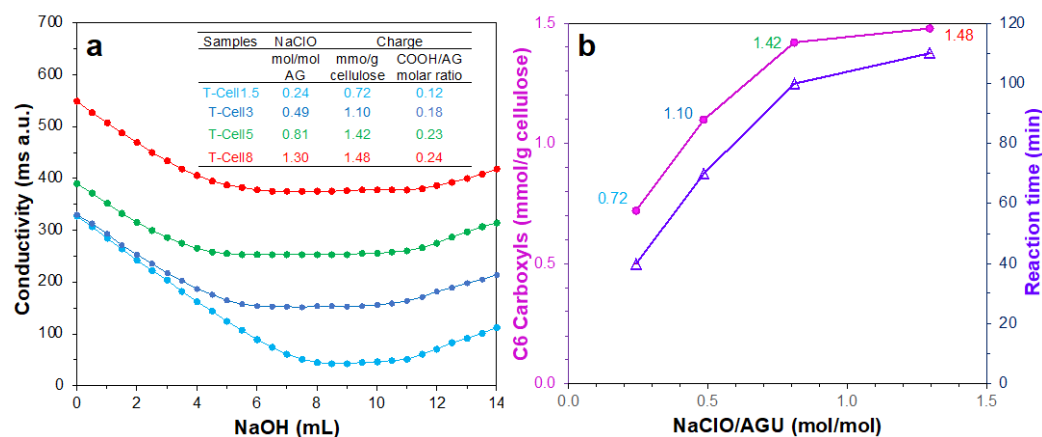 a
Samples NaClO Charge
mol/mol AG mmo/g cellulose COOH/AG molar ratio
T-Cell1.5 0.24 0.72 0.12
T-Cell3 0.49 1.10 0.18
T-Cell5 0.81 1.42 0.23
T-Cell8 1.30 1.48 0.24
Conductivity (ms a.u.)
700
600
500
400
300
200
100
0
0 2 4 6 8 10 12 14
NaOH (mL)
b
C6 Carboxyls (mmol/g cellulose)
1.5
1.0
0.5
0.0
0.72
1.10
1.42
1.48
120
100
80
60
40
20
0
Reaction time (min)
0.0 0.5 1.0 1.5
NaClO/AGU (mol/mol)